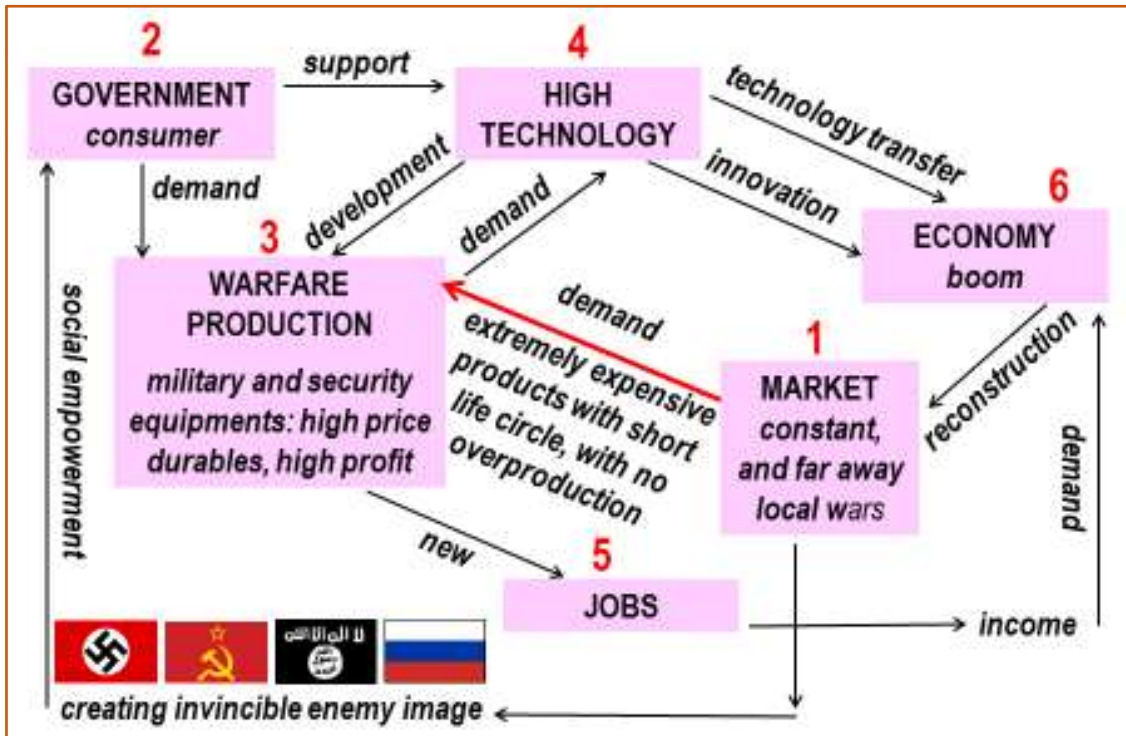 2
GOVERNMENT
consumer
support
4
HIGH
TECHNOLOGY
technology transfer
innovation
6
ECONOMY
boom
demand
development
demand
3
WARFARE
PRODUCTION
military and security
equipments: high price
durables, high profit
demand
extremely expensive
products with short
life circle, with no
overproduction
1
MARKET
constant,
and far away
local wars
reconstruction
demand
social empowerment
new
5
JOBS
income
creating invincible enemy image